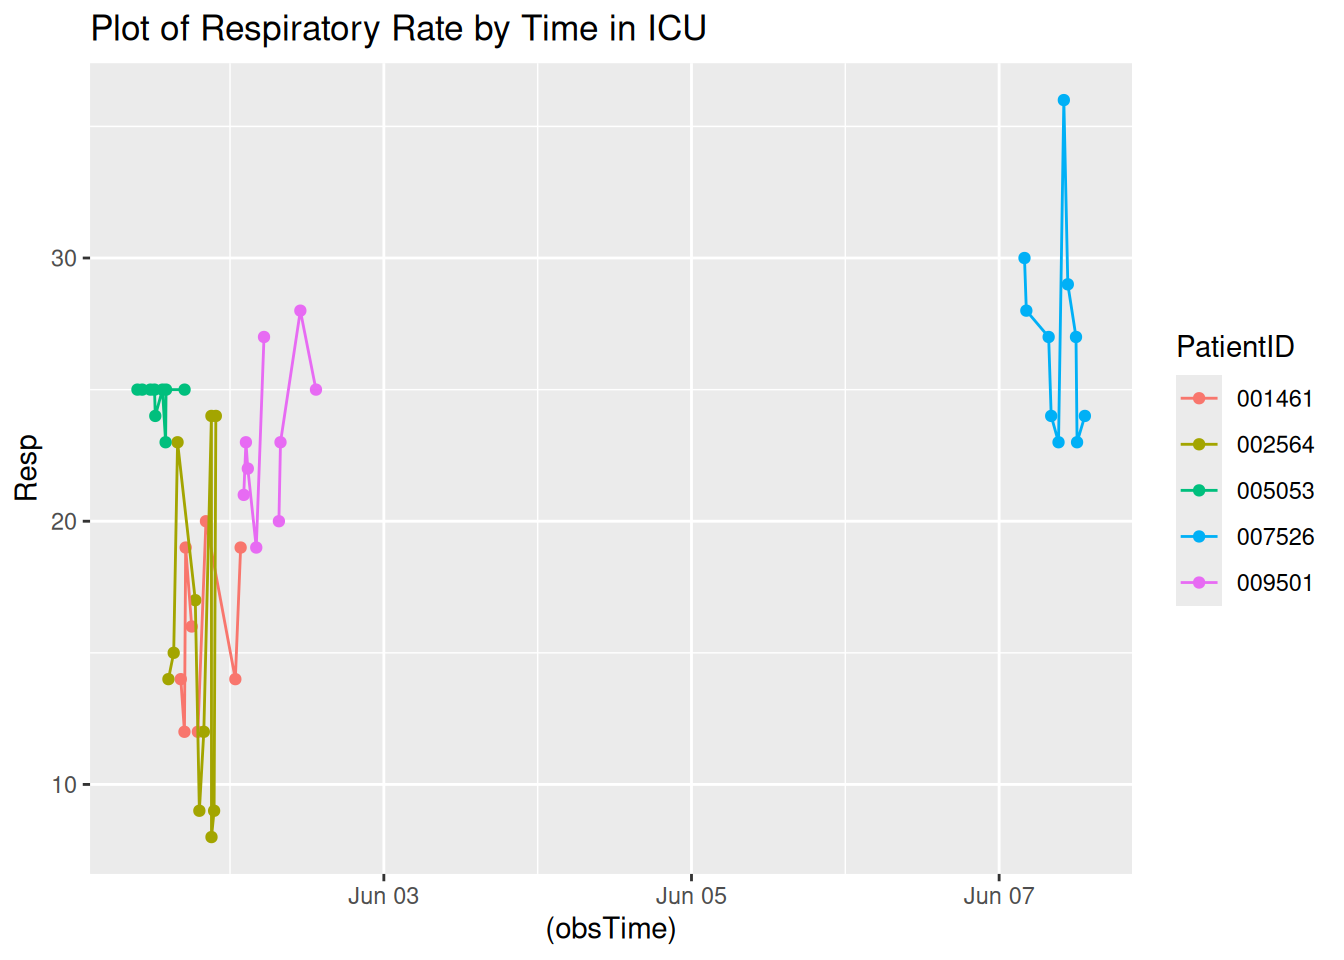 Plot of Respiratory Rate by Time in ICU
Resp
30
20
10
Jun 03
Jun 05
Jun 07
(obsTime)
PatientID
001461
002564
005053
007526
009501